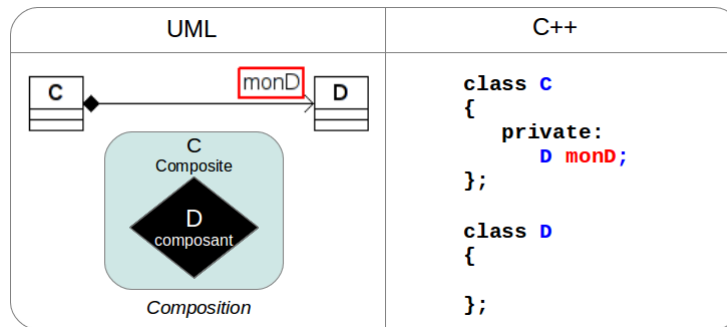 UML
C++
monD
C
D
C
Composite
D
composant
Composition
class C
{
private:
D monD;
};
class D
{
};